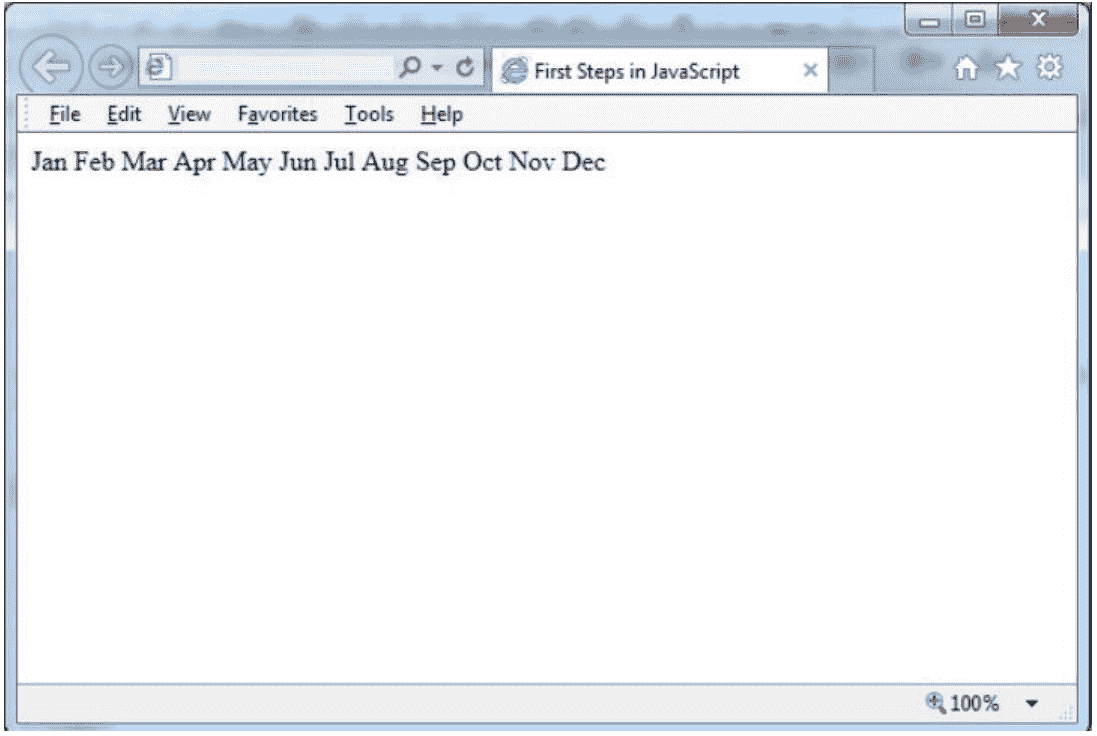 First Steps in JavaScript
File Edit View Favorites Tools Help
Jan Feb Mar Apr May Jun Jul Aug Sep Oct Nov Dec
100%